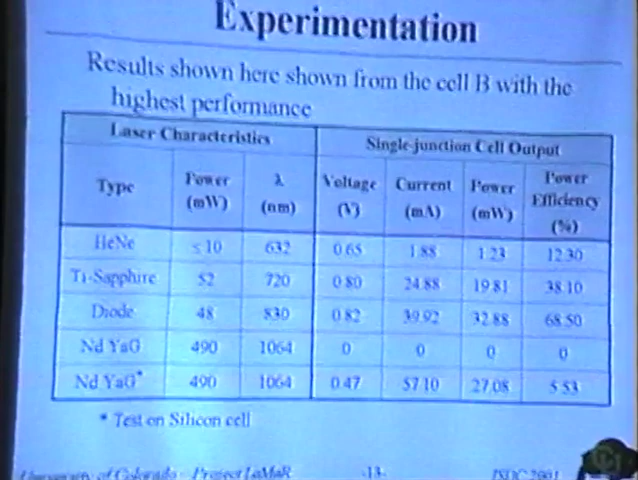 Experimentation
Results shown here shown from the cell B with the
highest performance
Laser Characteristics Single-junction Cell Output
Type Power (mW) λ (nm) Voltage (V) Current (mA) Power (mW) Power Efficiency (%)
HeNe ≤ 10 632 0.65 1.88 1.23 12.30
Ti-Sapphire 52 720 0.80 24.88 19.81 38.10
Diode 48 830 0.82 39.92 32.88 68.50
Nd YaG 490 1064 0 0 0 0
Nd YaG* 490 1064 0.47 57.10 27.08 5.53
* Test on Silicon cell
University of Colorado - Project LaMaR -13- ISDC 2001